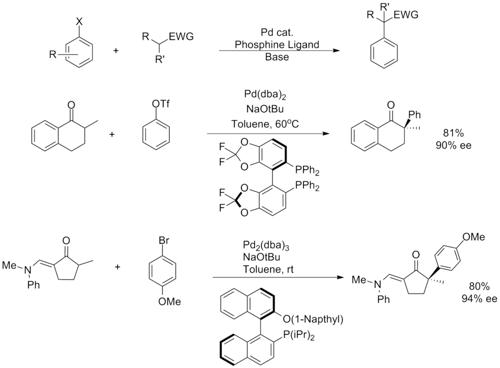 X
R
+
R EWG
R'
Pd cat.
Phosphine Ligand
Base
R R' EWG
O
+
OTf
Pd(dba)2
NaOtBu
Toluene, 60°C
F O
F O PPh2
F O PPh2
F O
O Ph
81%
90% ee
O
Me N
Ph
+
Br
OMe
Pd2(dba)3
NaOtBu
Toluene, rt
O(1-Napthyl)
P(iPr)2
OMe
O
Me N
Ph
80%
94% ee